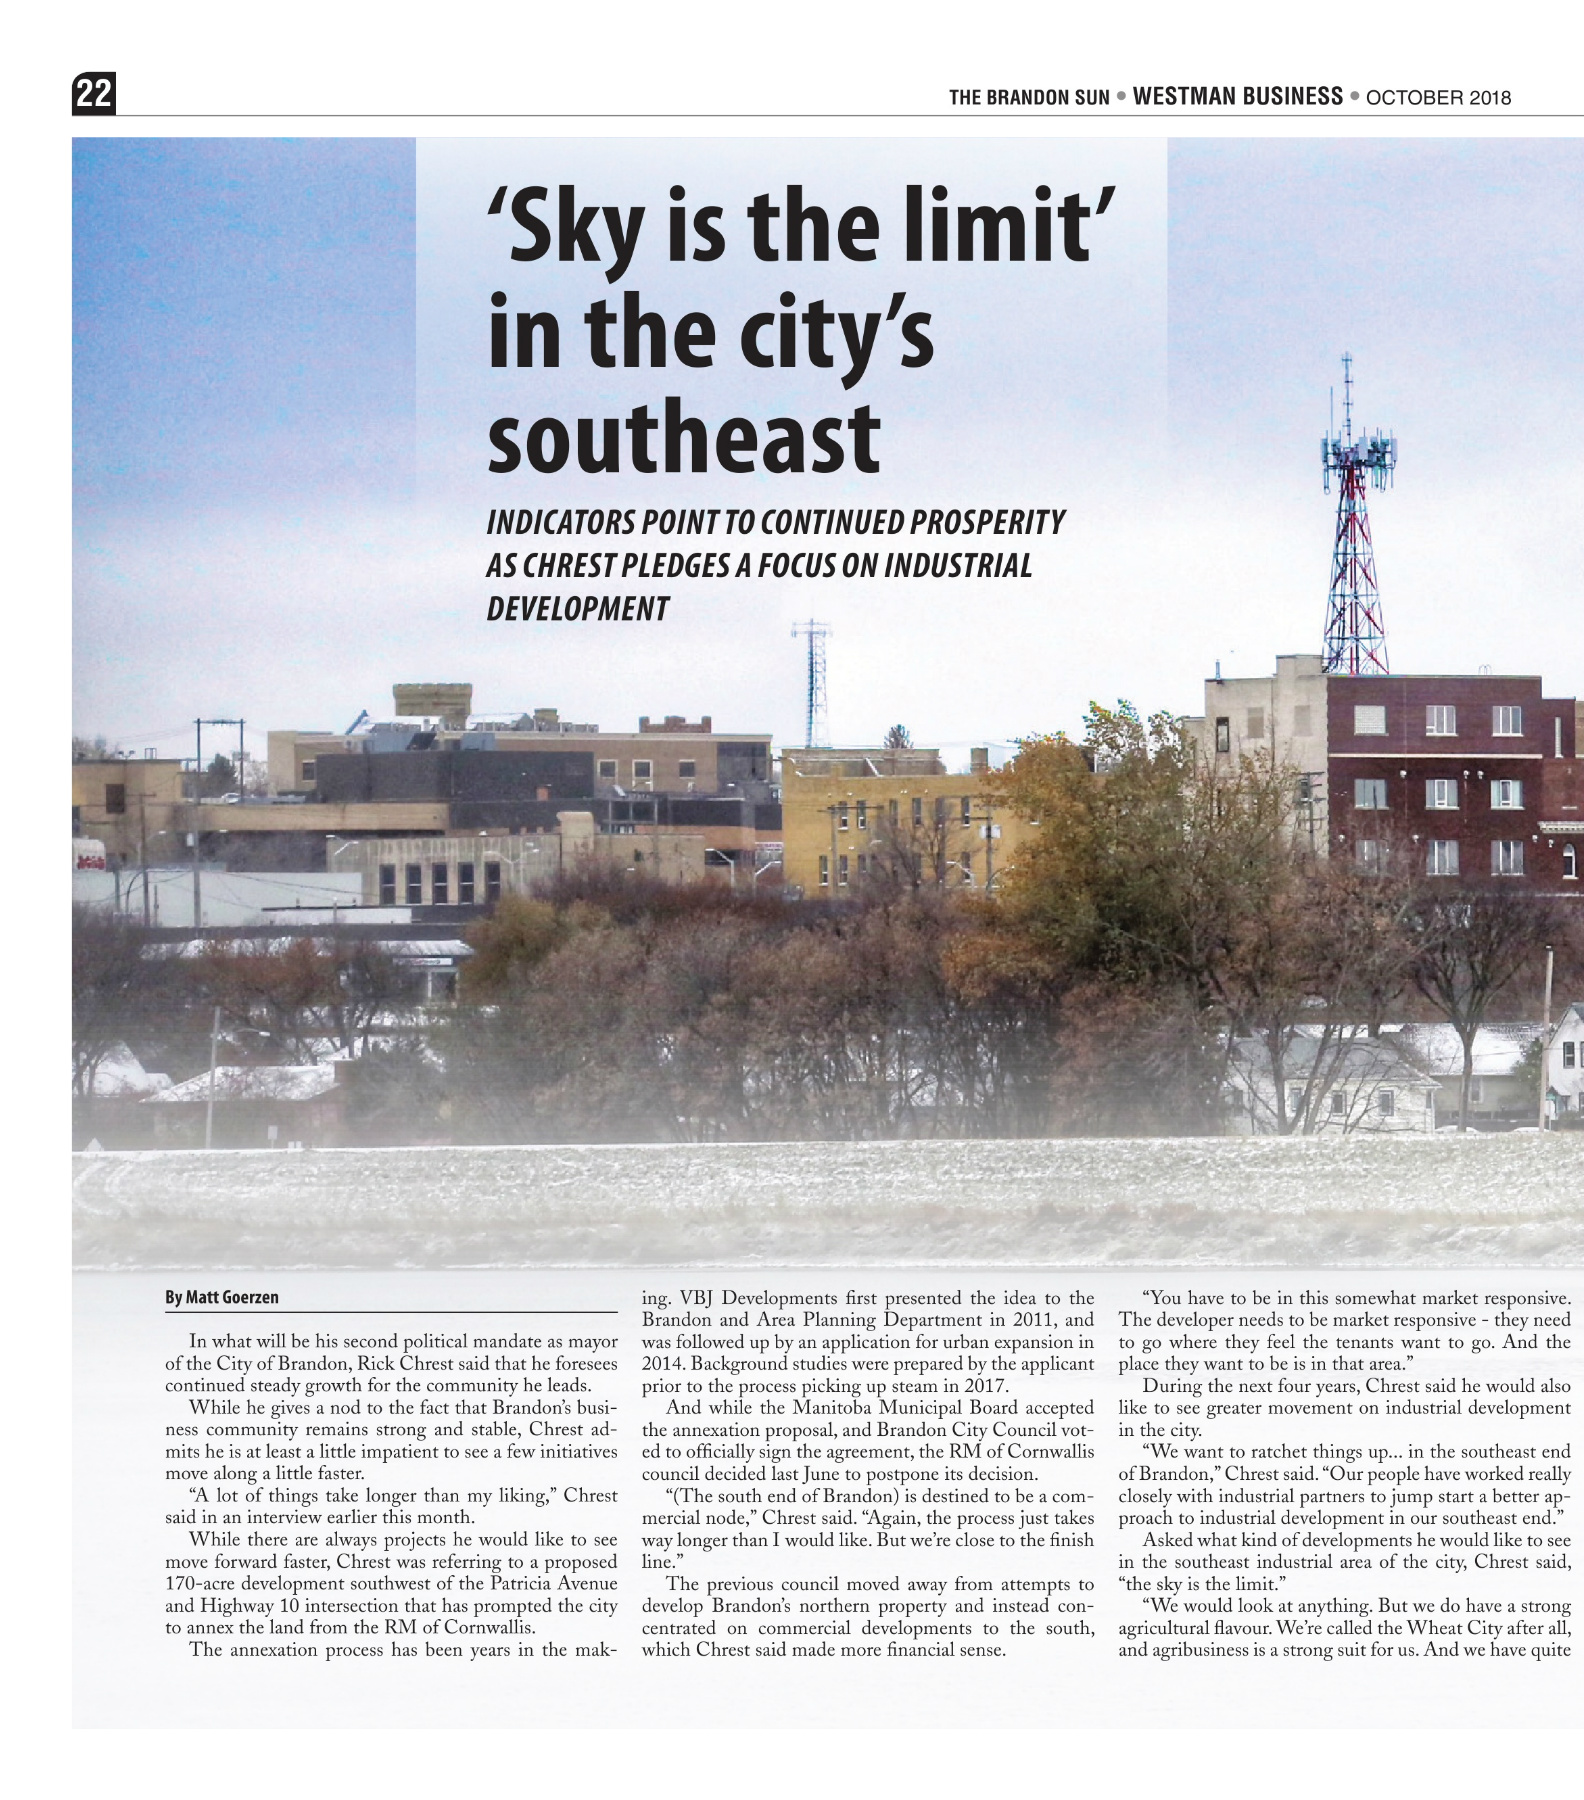 22
THE BRANDON SUN • WESTMAN BUSINESS • OCTOBER 2018
‘Sky is the limit’
in the city’s
southeast
INDICATORS POINT TO CONTINUED PROSPERITY
AS CHREST PLEDGES A FOCUS ON INDUSTRIAL
DEVELOPMENT
By Matt Goerzen
In what will be his second political mandate as mayor
of the City of Brandon, Rick Chrest said that he foresees
continued steady growth for the community he leads.
While he gives a nod to the fact that Brandon’s busi-
ness community remains strong and stable, Chrest ad-
mits he is at least a little impatient to see a few initiatives
move along a little faster.
“A lot of things take longer than my liking,” Chrest
said in an interview earlier this month.
While there are always projects he would like to see
move forward faster, Chrest was referring to a proposed
170-acre development southwest of the Patricia Avenue
and Highway 10 intersection that has prompted the city
to annex the land from the RM of Cornwallis.
The annexation process has been years in the mak-
ing. VBJ Developments first presented the idea to the
Brandon and Area Planning Department in 2011, and
was followed up by an application for urban expansion in
2014. Background studies were prepared by the applicant
prior to the process picking up steam in 2017.
And while the Manitoba Municipal Board accepted
the annexation proposal, and Brandon City Council vot-
ed to officially sign the agreement, the RM of Cornwallis
council decided last June to postpone its decision.
“(The south end of Brandon) is destined to be a com-
mercial node,” Chrest said. “Again, the process just takes
way longer than I would like. But we’re close to the finish
line.”
The previous council moved away from attempts to
develop Brandon’s northern property and instead con-
centrated on commercial developments to the south,
which Chrest said made more financial sense.
“You have to be in this somewhat market responsive.
The developer needs to be market responsive - they need
to go where they feel the tenants want to go. And the
place they want to be is in that area.”
During the next four years, Chrest said he would also
like to see greater movement on industrial development
in the city.
“We want to ratchet things up... in the southeast end
of Brandon,” Chrest said. “Our people have worked really
closely with industrial partners to jump start a better ap-
proach to industrial development in our southeast end.”
Asked what kind of developments he would like to see
in the southeast industrial area of the city, Chrest said,
“the sky is the limit.”
“We would look at anything. But we do have a strong
agricultural flavour. We’re called the Wheat City after all,
and agribusiness is a strong suit for us. And we have quite